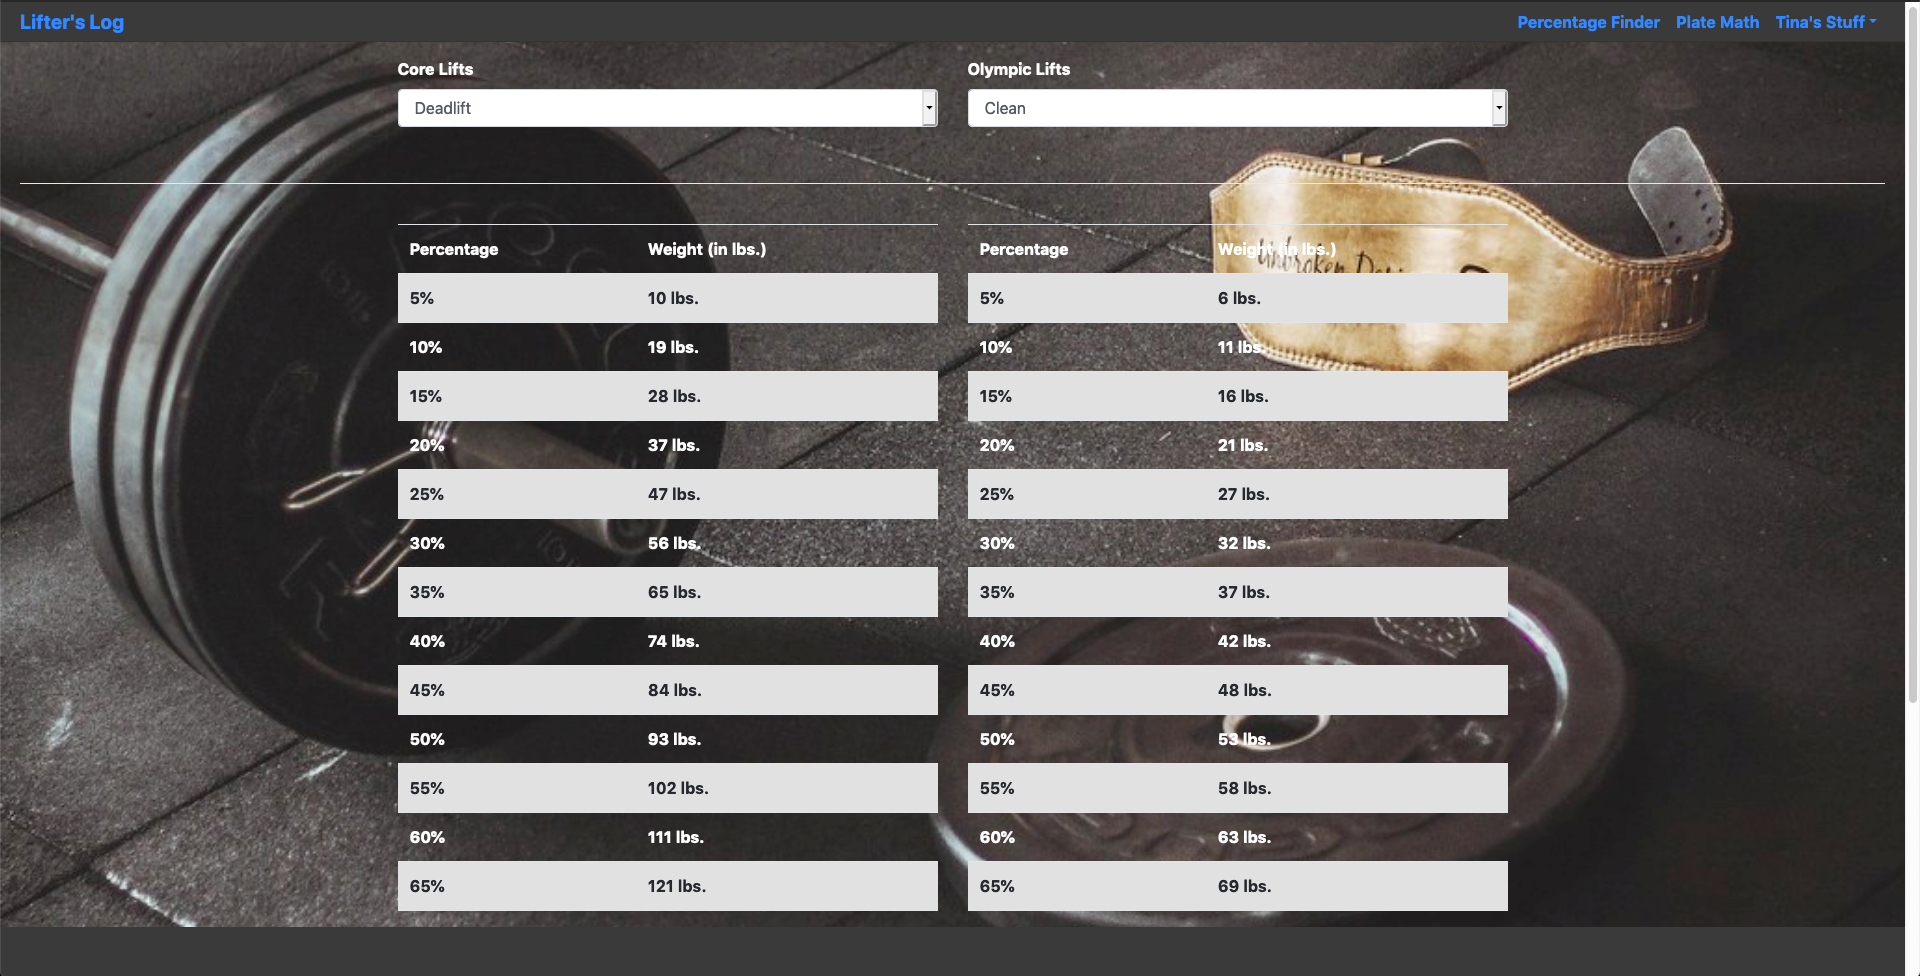 Lifter's Log Percentage Finder Plate Math Tina's Stuff
Core Lifts Olympic Lifts
Deadlift Clean
Percentage Weight (in lbs.) Percentage Weight (in lbs.)
5% 10 lbs. 5% 6 lbs.
10% 19 lbs. 10% 11 lbs.
15% 28 lbs. 15% 16 lbs.
20% 37 lbs. 20% 21 lbs.
25% 47 lbs. 25% 27 lbs.
30% 56 lbs. 30% 32 lbs.
35% 65 lbs. 35% 37 lbs.
40% 74 lbs. 40% 42 lbs.
45% 84 lbs. 45% 48 lbs.
50% 93 lbs. 50% 53 lbs.
55% 102 lbs. 55% 58 lbs.
60% 111 lbs. 60% 63 lbs.
65% 121 lbs. 65% 69 lbs.